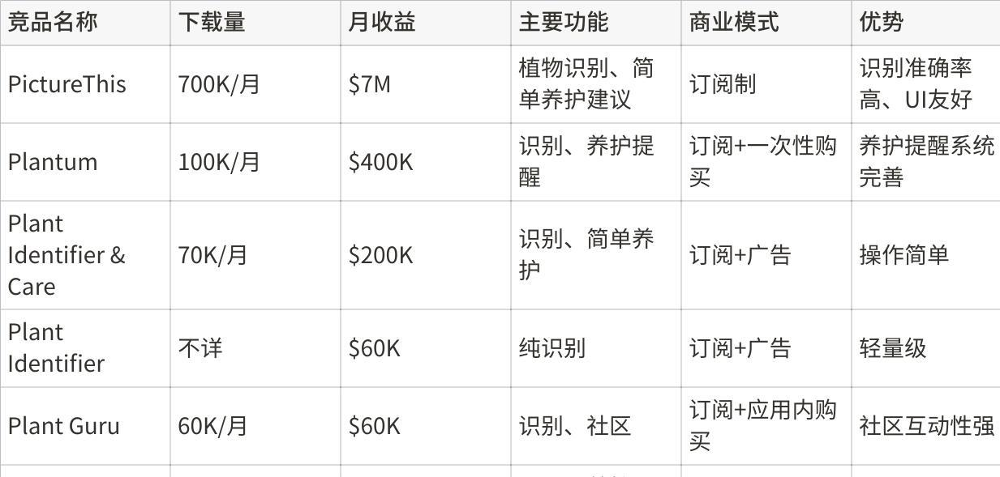 竞品名称 下载量 月收益 主要功能 商业模式 优势
PictureThis 700K/月 $7M 植物识别、简单养护建议 订阅制 识别准确率高、UI友好
Plantum 100K/月 $400K 识别、养护提醒 订阅+一次性购买 养护提醒系统完善
Plant Identifier & Care 70K/月 $200K 识别、简单养护 订阅+广告 操作简单
Plant Identifier 不详 $60K 纯识别 订阅+广告 轻量级
Plant Guru 60K/月 $60K 识别、社区 订阅+应用内购买 社区互动性强